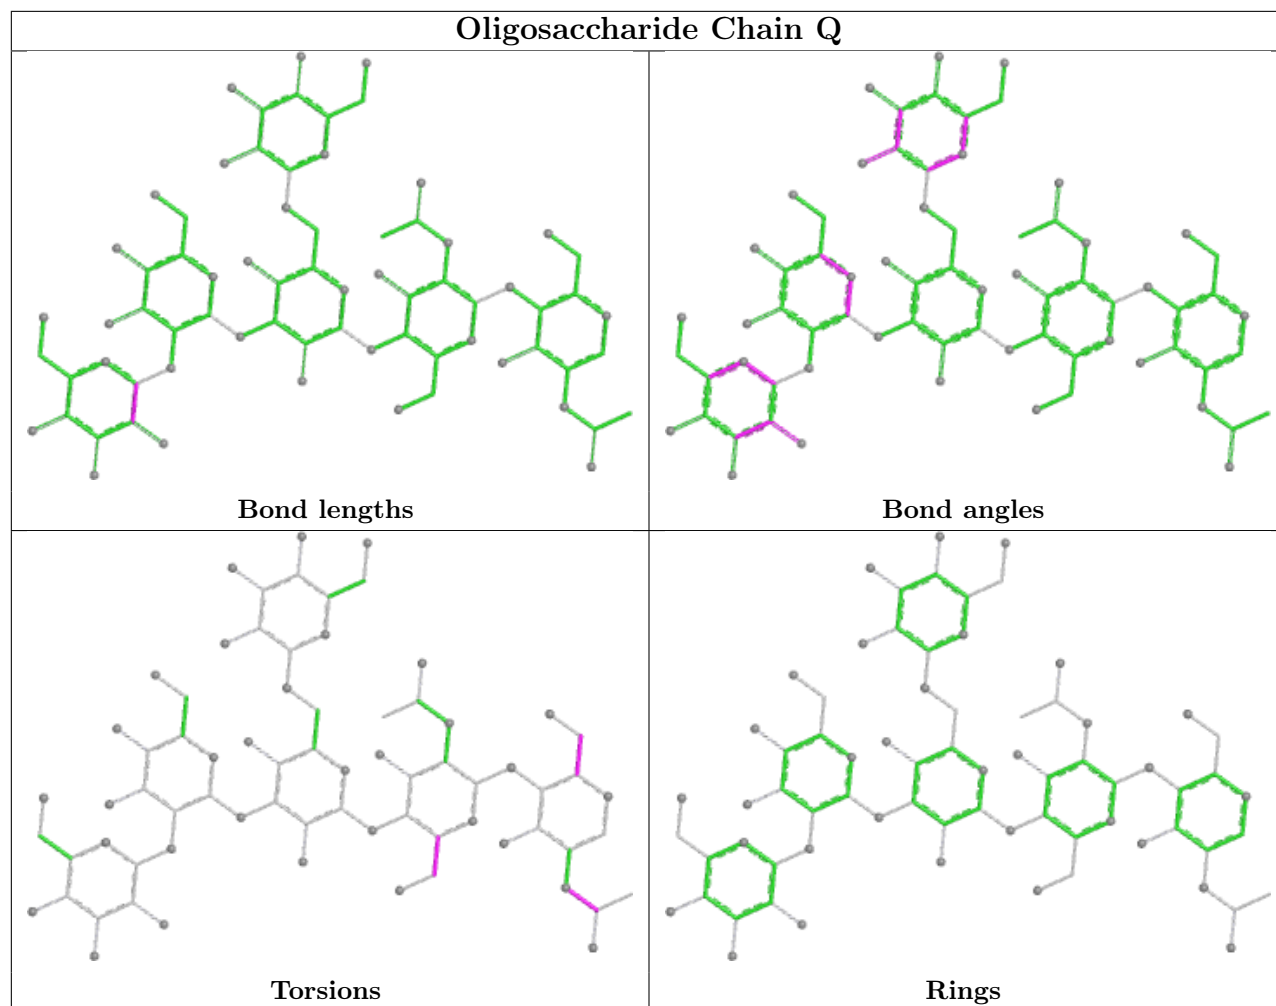 Oligosaccharide Chain Q
Bond lengths
Bond angles
Torsions
Rings